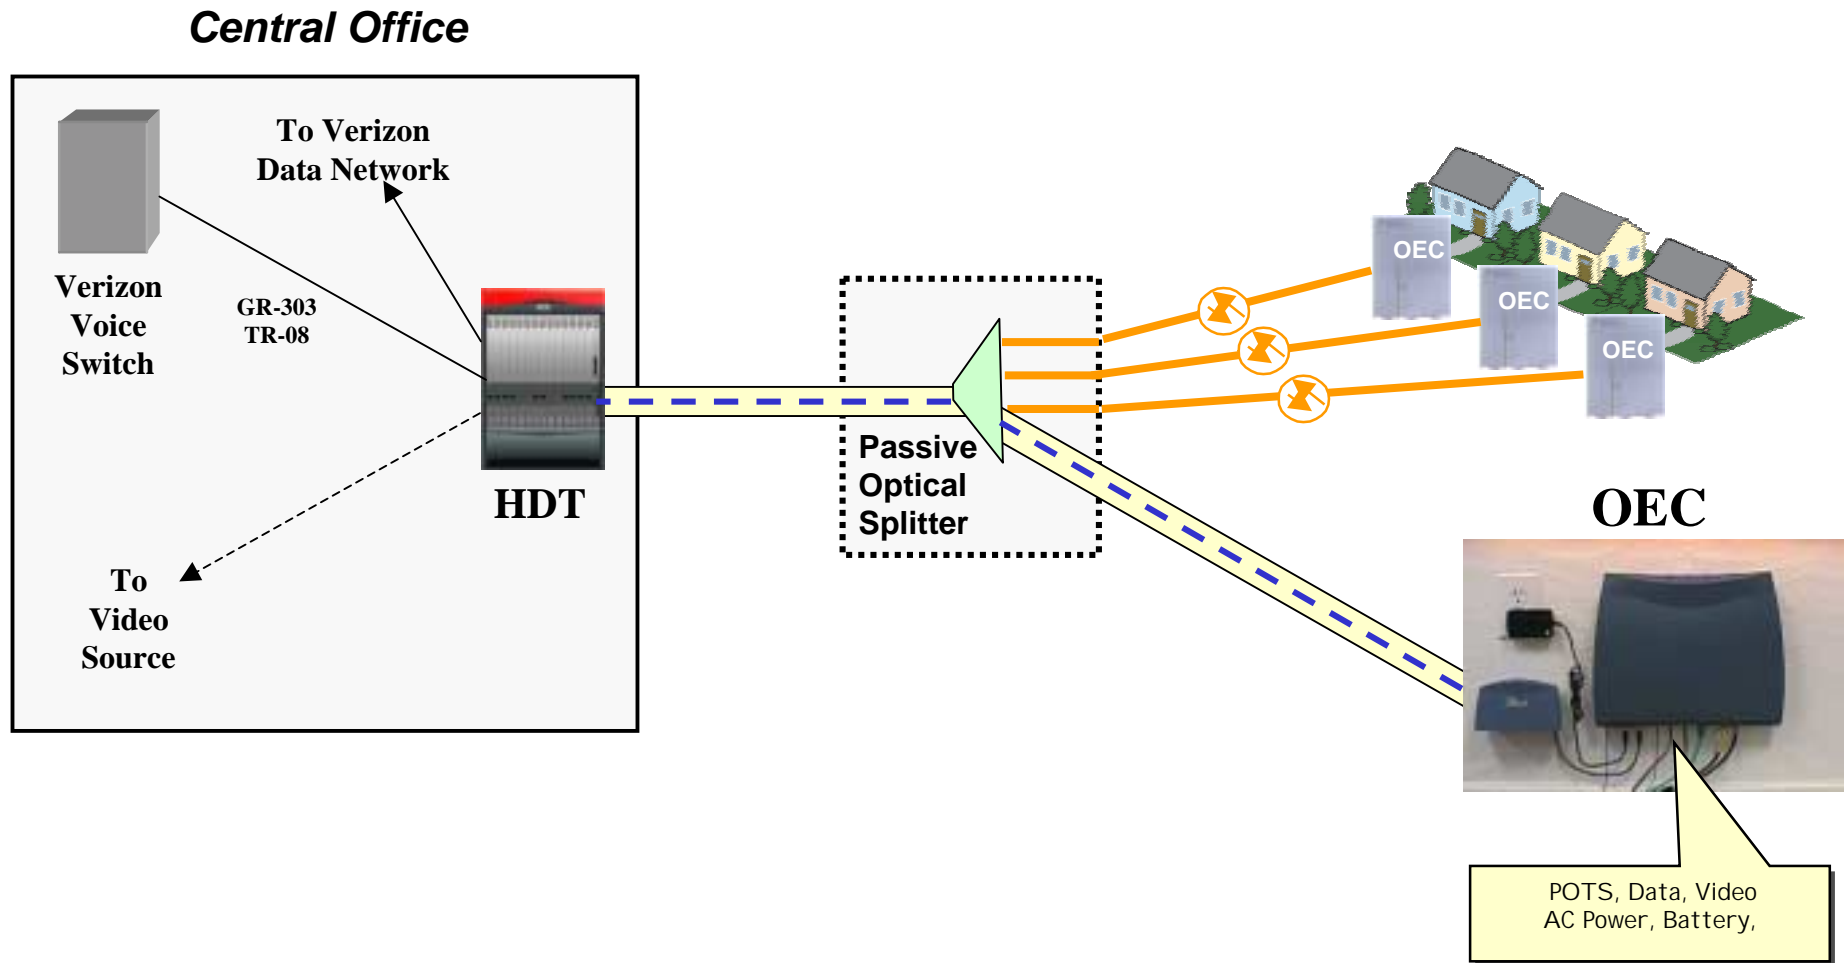 Central Office
To Verizon
Data Network
Verizon
Voice
Switch
GR-303
TR-08
HDT
To
Video
Source
Passive
Optical
Splitter
OEC
OEC
OEC
OEC
POTS, Data, Video
AC Power, Battery,